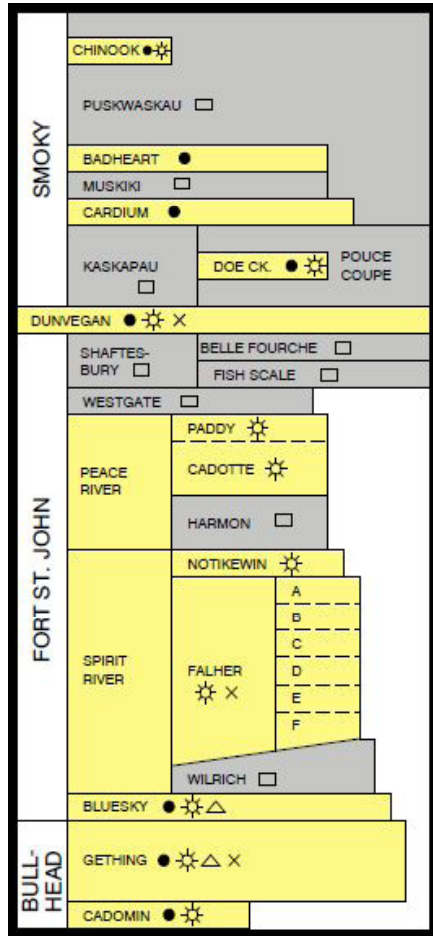 SMOKY
CHINOOK
PUSKWASKAU
BADHEART
MUSKIKI
CARDIUM
KASKAPAU
DOE CK.
POUCE
COUPE
DUNVEGAN
FORT ST. JOHN
SHAFTES-
BURY
BELLE FOURCHE
FISH SCALE
WESTGATE
PEACE
RIVER
PADDY
CADOTTE
HARMON
SPIRIT
RIVER
NOTIKEWIN
FALHER
A
B
C
D
E
F
WILRICH
BLUESKY
BULL-
HEAD
GETHING
CADOMIN